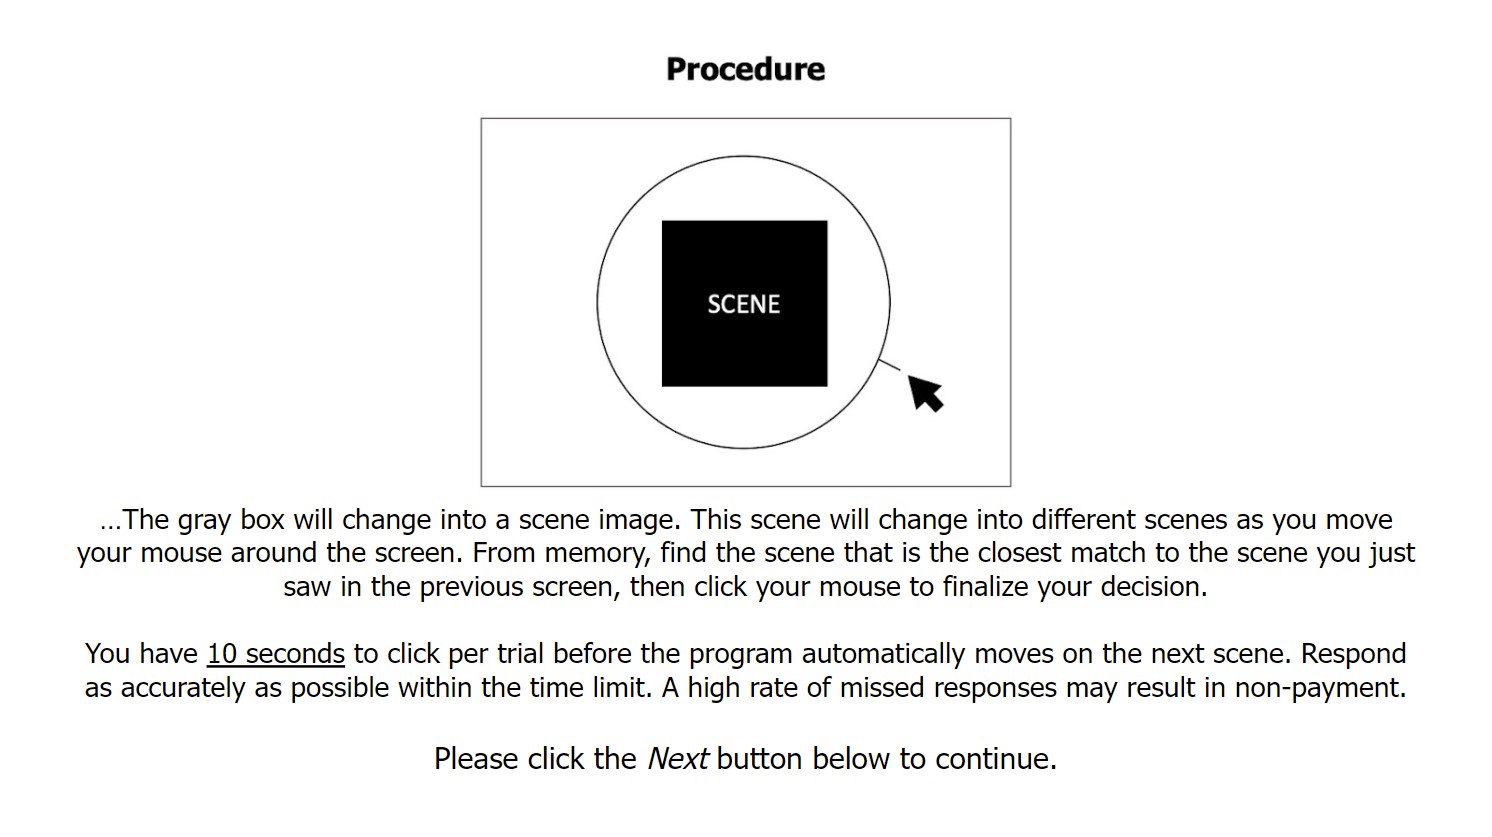 Procedure
SCENE
...The gray box will change into a scene image. This scene will change into different scenes as you move
your mouse around the screen. From memory, find the scene that is the closest match to the scene you just
saw in the previous screen, then click your mouse to finalize your decision.
You have 10 seconds to click per trial before the program automatically moves on the next scene. Respond
as accurately as possible within the time limit. A high rate of missed responses may result in non-payment.
Please click the Next button below to continue.